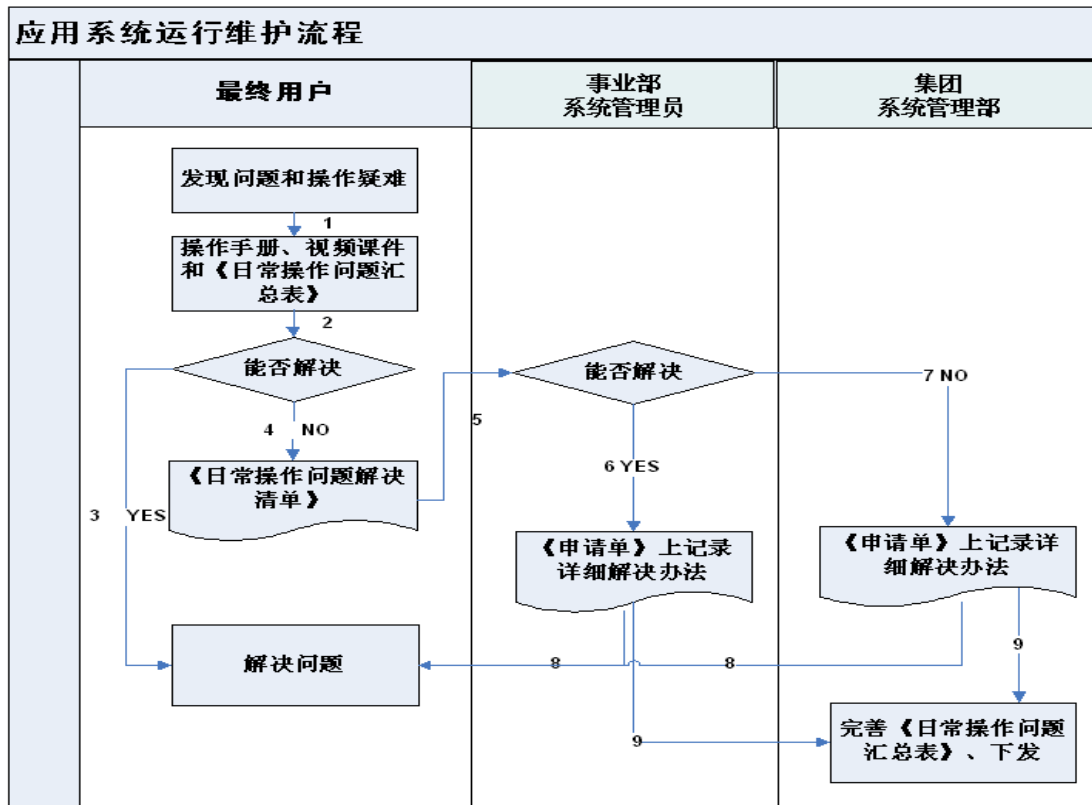 应用系统运行维护流程
最终用户
事业部
系统管理员
集团
系统管理部
发现问题和操作疑难
1
操作手册、视频课件
和《日常操作问题汇
总表》
2
能否解决
能否解决
7 NO
5
4 NO
6 YES
《日常操作问题解决
清单》
3 YES
《申请单》上记录
详细解决办法
《申请单》上记录详
细解决办法
解决问题
8
8
9
9
完善《日常操作问题
汇总表》、下发